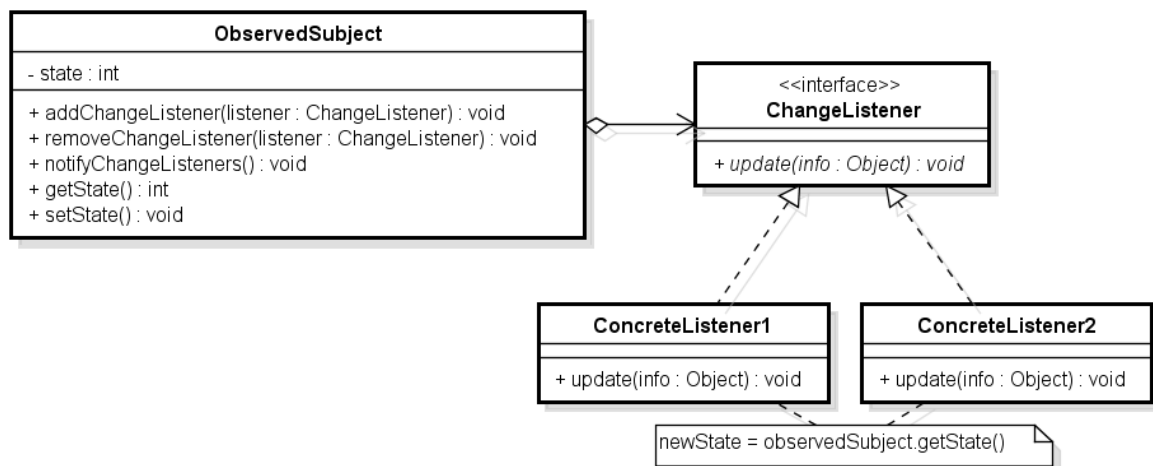 ObservedSubject
- state : int
+ addChangeListener(listener : ChangeListener) : void
+ removeChangeListener(listener : ChangeListener) : void
+ notifyChangeListeners() : void
+ getState() : int
+ setState() : void
<<interface>>
ChangeListener
+ update(info : Object) : void
ConcreteListener1
+ update(info : Object) : void
ConcreteListener2
+ update(info : Object) : void
newState = observedSubject.getState()